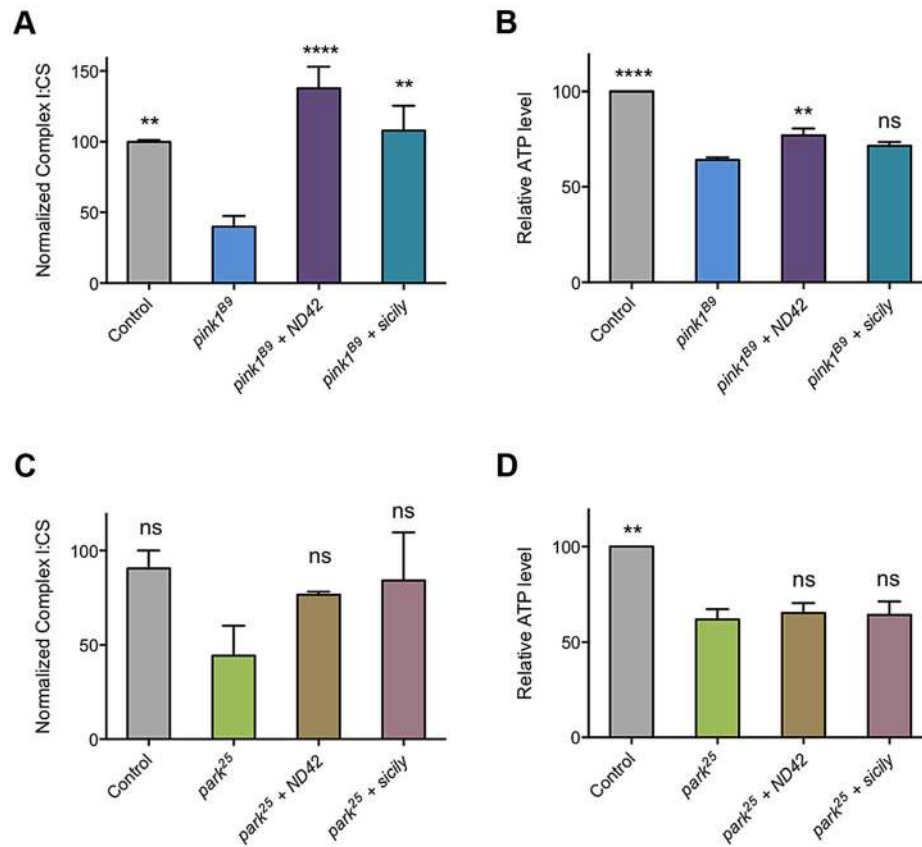 A
Normalized Complex I:CS
150
100
50
0
**
****
**
Control
pink1ᴮ⁹
pink1ᴮ⁹ + ND42
pink1ᴮ⁹ + sicily
B
Relative ATP level
100
50
0
****
**
ns
Control
pink1ᴮ⁹
pink1ᴮ⁹ + ND42
pink1ᴮ⁹ + sicily
C
Normalized Complex I:CS
100
50
0
ns
ns
ns
Control
park²⁵
park²⁵ + ND42
park²⁵ + sicily
D
Relative ATP level
100
50
0
**
ns
ns
Control
park²⁵
park²⁵ + ND42
park²⁵ + sicily